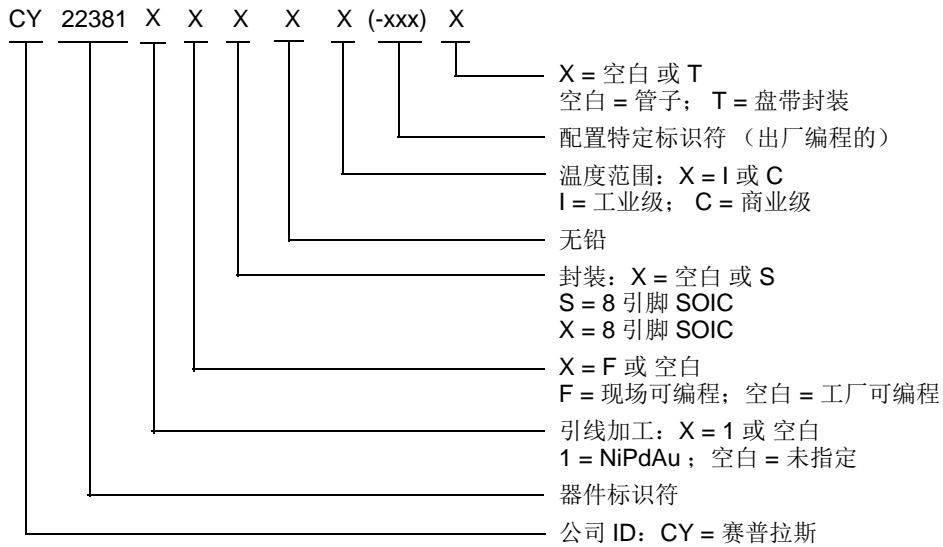 CY 22381 X X X X X (-xxx) X
X = 空白 或 T
空白 = 管子； T = 盘带封装
配置特定标识符 （出厂编程的）
温度范围：X = I 或 C
I = 工业级； C = 商业级
无铅
封装：X = 空白 或 S
S = 8 引脚 SOIC
X = 8 引脚 SOIC
X = F 或 空白
F = 现场可编程；空白 = 工厂可编程
引线加工：X = 1 或 空白
1 = NiPdAu ；空白 = 未指定
器件标识符
公司 ID：CY = 赛普拉斯